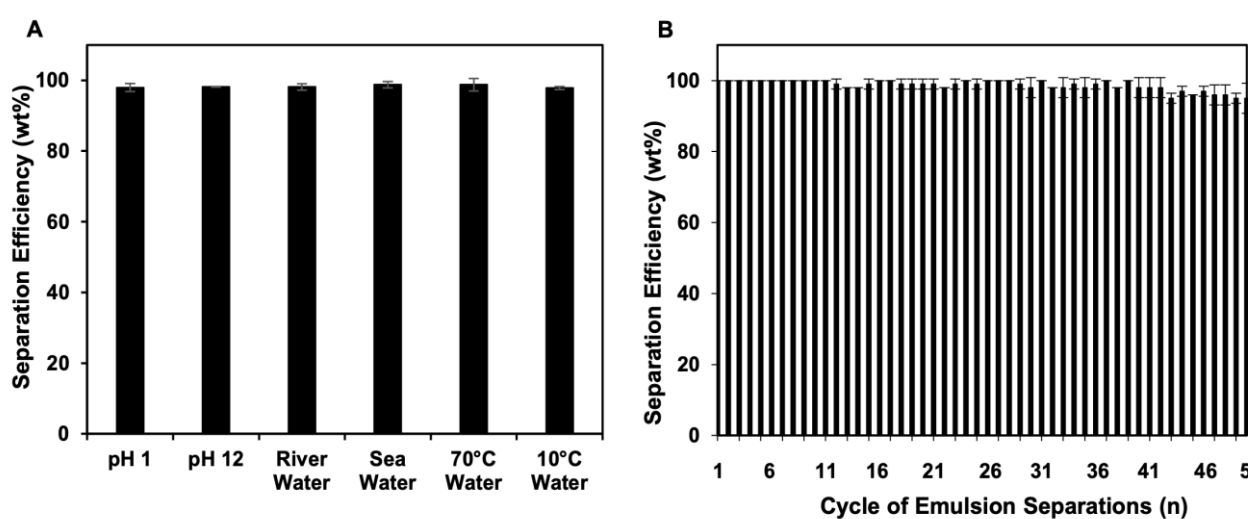 A
Separation Efficiency (wt%)
100
80
60
40
20
0
pH 1 pH 12 River Water Sea Water 70°C Water 10°C Water
B
Separation Efficiency (wt%)
100
80
60
40
20
0
1 6 11 16 21 26 31 36 41 46 5
Cycle of Emulsion Separations (n)